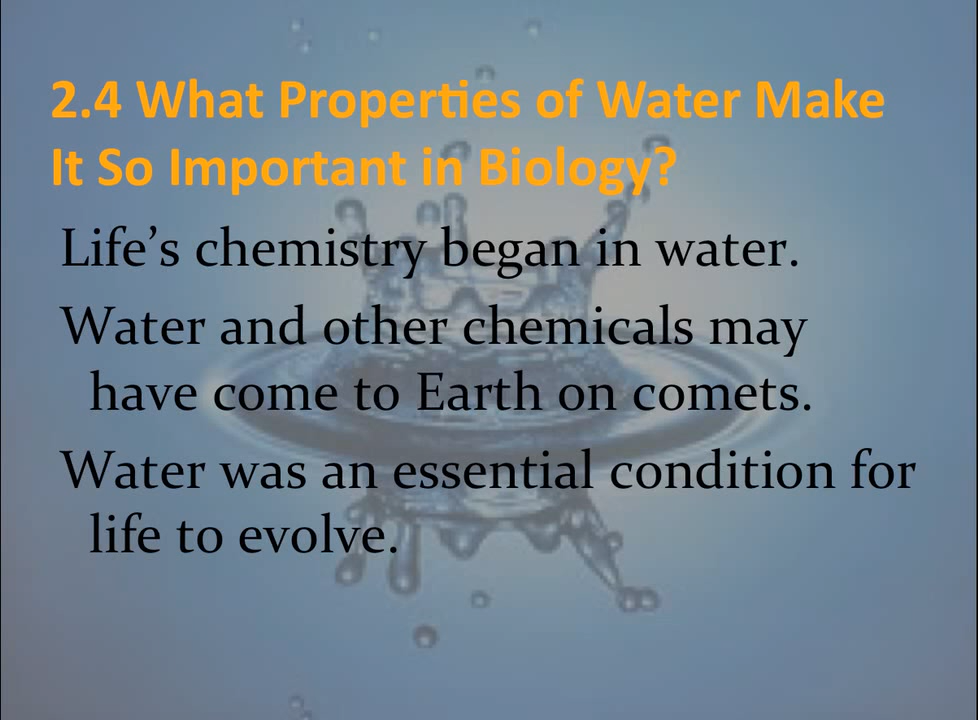 2.4 What Properties of Water Make
It So Important in Biology?
Life’s chemistry began in water.
Water and other chemicals may
have come to Earth on comets.
Water was an essential condition for
life to evolve.